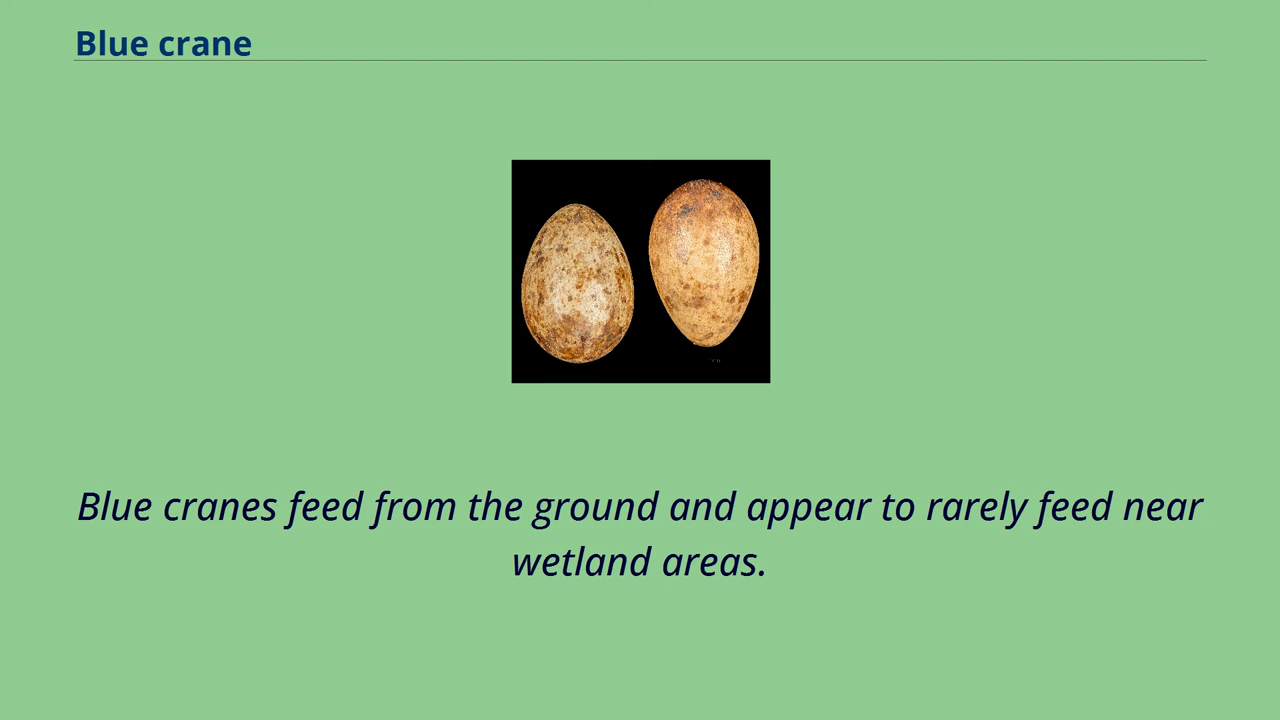 Blue crane
Blue cranes feed from the ground and appear to rarely feed near
wetland areas.